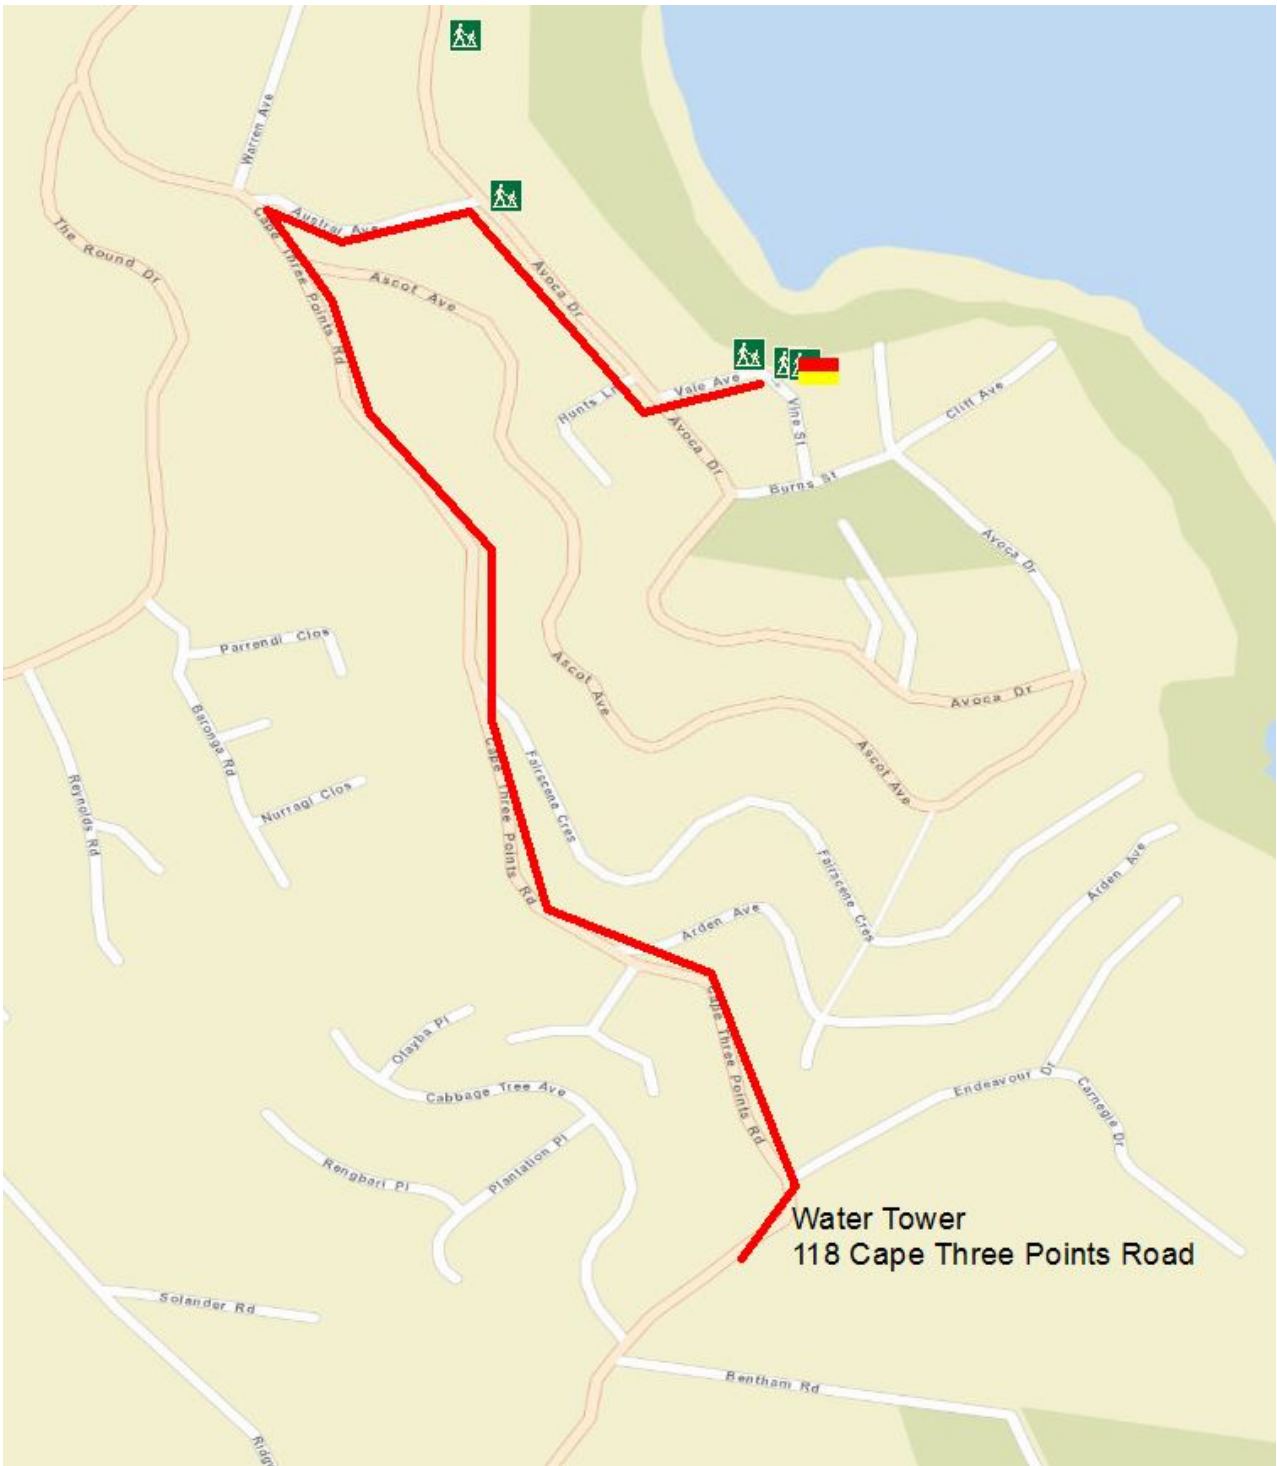 Warren Ave
Austral Ave
Cape Three Points Rd
The Round Dr
Ascot Ave
Avoca Dr
Vale Ave
Hunts Ln
Vine St
Cliff Ave
Avoca Dr
Burns St
Avoca Dr
Parrendi Clos
Ascot Ave
Avoca Dr
Baronga Rd
Cape Three Points Rd
Fairscene Cres
Ascot Ave
Reynolds Rd
Nurragi Clos
Fairscene Cres
Arden Ave
Arden Ave
Cape Three Points Rd
Olayba Pl
Cabbage Tree Ave
Endeavour Dr
Carnegie Dr
Rengbari Pl
Plantation Pl
Water Tower
118 Cape Three Points Road
Solander Rd
Bentham Rd